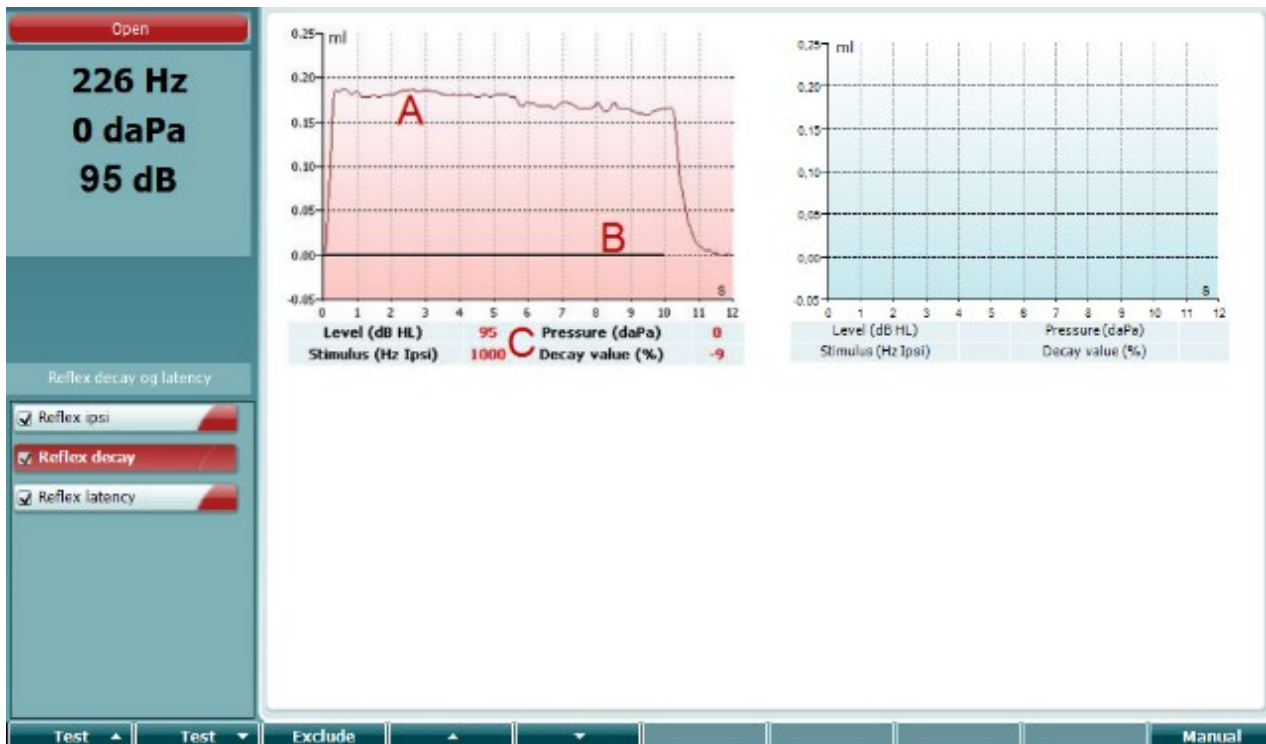 Open
226 Hz
0 daPa
95 dB
Reflex decay og latency
Reflex ipsi
Reflex decay
Reflex latency
0.25 ml
0.20
0.15
0.10
0.05
0.00
-0.05
A
B
s
0 1 2 3 4 5 6 7 8 9 10 11 12
Level (dB HL) 95 Pressure (daPa) 0
C
Stimulus (Hz Ipsi) 1000 Decay value (%) -9
0,25 ml
0,20
0,15
0,10
0,05
0,00
-0.05
s
0 1 2 3 4 5 6 7 8 9 10 11 12
Level (dB HL) Pressure (daPa)
Stimulus (Hz Ipsi) Decay value (%)
Test Test Exclude Manual